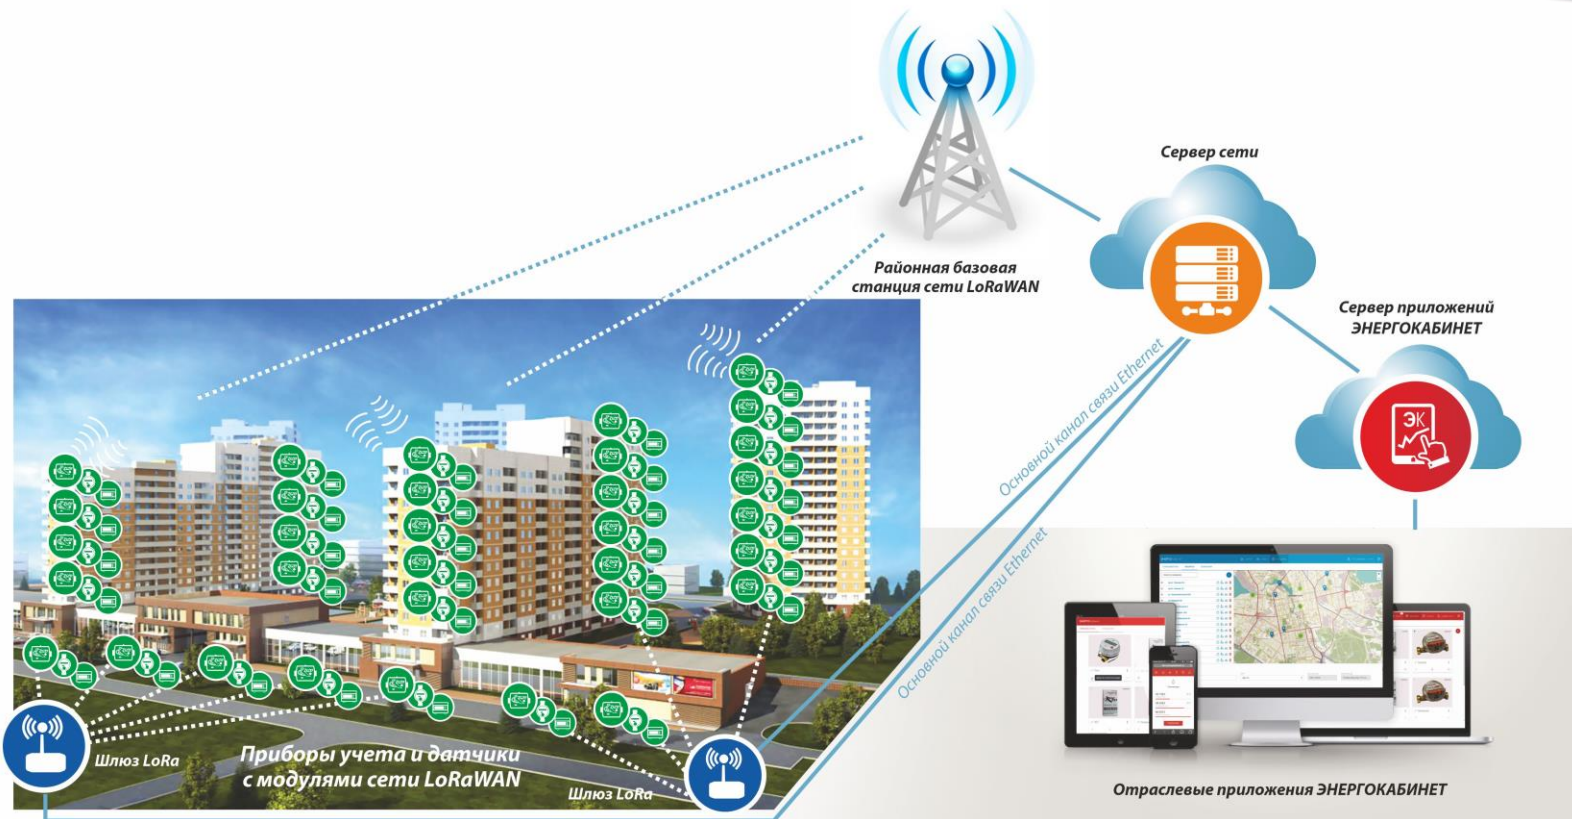 Сервер сети
Районная базовая
станция сети LoRaWAN
Сервер приложений
ЭНЕРГОКАБИНЕТ
ЭК
Основной канал связи Ethernet
Основной канал связи Ethernet
Шлюз LoRa
Приборы учета и датчики
с модулями сети LoRaWAN
Шлюз LoRa
Отраслевые приложения ЭНЕРГОКАБИНЕТ